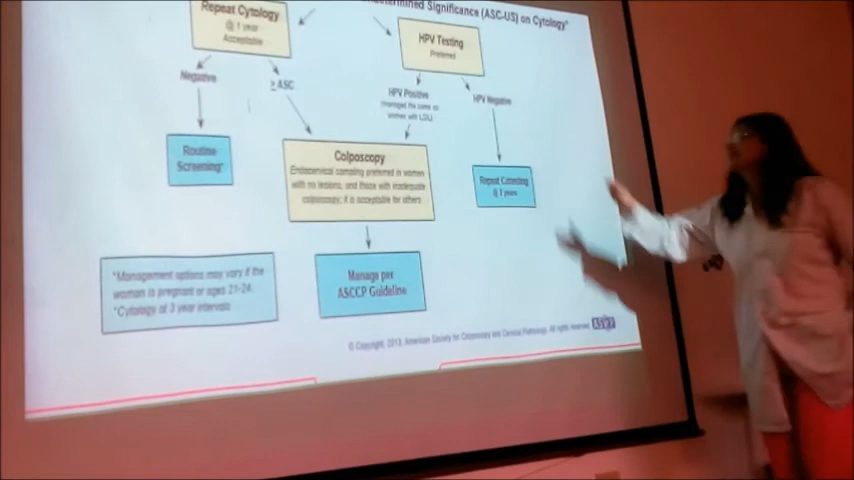 termined Significance (ASC-US) on Cytology*
Repeat Cytology
@ 1 year
Acceptable
HPV Testing
Preferred
Negative
≥ ASC
HPV Positive
(managed the same as
women with LSIL)
HPV Negative
Routine
Screening⁺
Colposcopy
Endocervical sampling preferred in women
with no lesions, and those with inadequate
colposcopy; it is acceptable for others
Repeat Cotesting
@ 3 years
*Management options may vary if the
woman is pregnant or ages 21-24.
⁺Cytology at 3 year intervals
Manage per
ASCCP Guideline
© Copyright, 2013, American Society for Colposcopy and Cervical Pathology. All rights reserved.